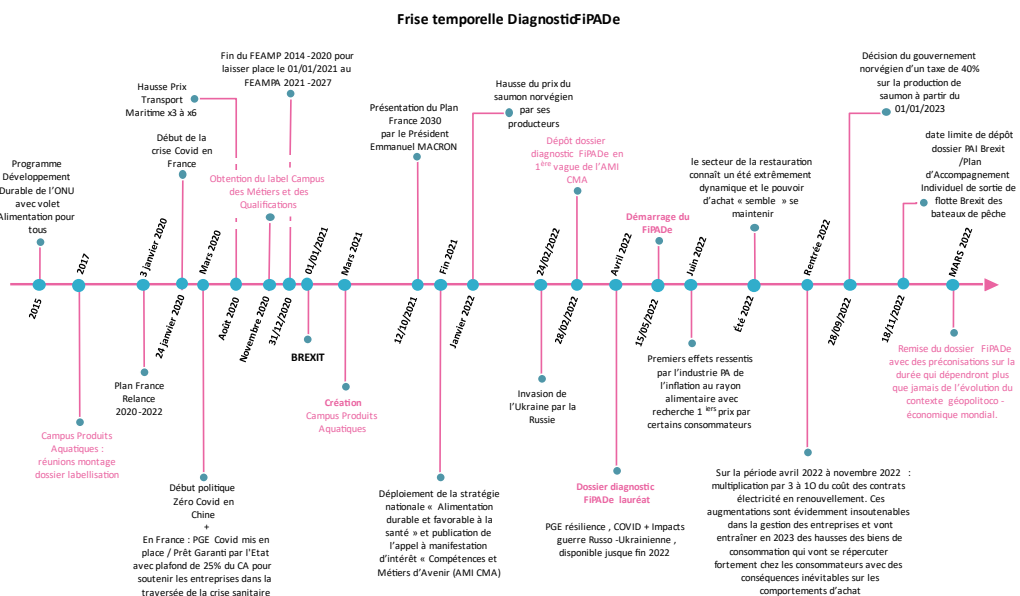 Frise temporelle DiagnosticFiPADe
Programme
Développement
Durable de l'ONU
avec volet
Alimentation pour
tous
2015
2017
Campus Produits
Aquatiques :
réunions montage
dossier labellisation
3 janvier 2020
Plan France
Relance
2020 -2022
Début de la
crise Covid en
France
24 janvier 2020
Mars 2020
Début politique
Zéro Covid en
Chine
+
En France : PGE Covid mis en
place / Prêt Garanti par l'Etat
avec plafond de 25% du CA pour
soutenir les entreprises dans la
traversée de la crise sanitaire
Hausse Prix
Transport
Maritime x3 à x6
Août 2020
Obtention du label Campus
des Métiers et des
Qualifications
Novembre 2020
Fin du FEAMP 2014 -2020 pour
laisser place le 01/01/2021 au
FEAMPA 2021 -2027
31/12/2020
01/01/2021
BREXIT
Mars 2021
Création
Campus Produits
Aquatiques
Présentation du Plan
France 2030
par le Président
Emmanuel MACRON
12/10/2021
Fin 2021
Déploiement de la stratégie
nationale « Alimentation
durable et favorable à la
santé » et publication de
l'appel à manifestation
d'intérêt « Compétences et
Métiers d'Avenir (AMI CMA)
Hausse du prix du
saumon norvégien
par ses
producteurs
Janvier 2022
24/02/2022
Invasion de
l'Ukraine par la
Russie
Dépôt dossier
diagnostic FiPADe en
1ère vague de l'AMI
CMA
28/02/2022
Avril 2022
Dossier diagnostic
FiPADe lauréat
PGE résilience , COVID + Impacts
guerre Russo -Ukrainienne ,
disponible jusque fin 2022
Démarrage du
FiPADe
15/05/2022
Juin 2022
Premiers effets ressentis
par l'industrie PA de
l'inflation au rayon
alimentaire avec
recherche 1 iers prix par
certains consommateurs
le secteur de la restauration
connaît un été extrêmement
dynamique et le pouvoir
d'achat « semble » se
maintenir
Été 2022
Rentrée 2022
Sur la période avril 2022 à novembre 2022 :
multiplication par 3 à 1O du coût des contrats
électricité en renouvellement. Ces
augmentations sont évidemment insoutenables
dans la gestion des entreprises et vont
entraîner en 2023 des hausses des biens de
consommation qui vont se répercuter
fortement chez les consommateurs avec des
conséquences inévitables sur les
comportements d'achat
Décision du gouvernement
norvégien d'un taxe de 40%
sur la production de
saumon à partir du
01/01/2023
28/09/2022
date limite de dépôt
dossier PAI Brexit
/Plan
d'Accompagnement
Individuel de sortie de
flotte Brexit des
bateaux de pêche
18/11/2022
MARS 2022
Remise du dossier FiPADe
avec des préconisations sur la
durée qui dépendront plus
que jamais de l'évolution du
contexte géopolitoco -
économique mondial.